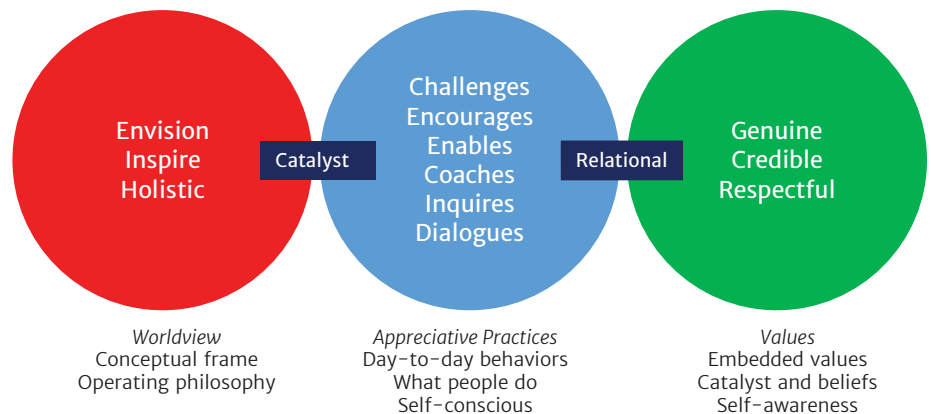 Envision
Inspire
Holistic
Catalyst
Challenges
Encourages
Enables
Coaches
Inquires
Dialogues
Relational
Genuine
Credible
Respectful
Worldview
Conceptual frame
Operating philosophy
Appreciative Practices
Day-to-day behaviors
What people do
Self-conscious
Values
Embedded values
Catalyst and beliefs
Self-awareness